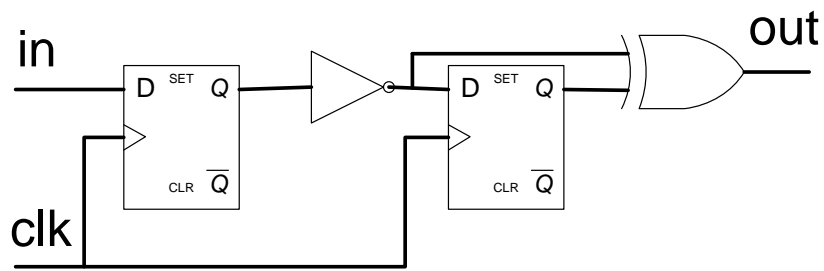 in
D SET Q
CLR Q̅
D SET Q
CLR Q̅
out
clk